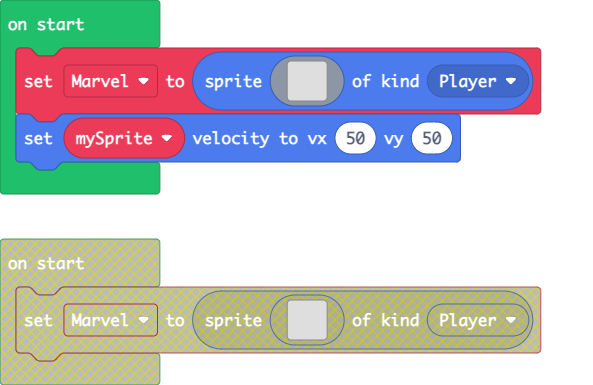 on start
set Marvel to sprite of kind Player
set mySprite velocity to vx 50 vy 50
on start
set Marvel to sprite of kind Player